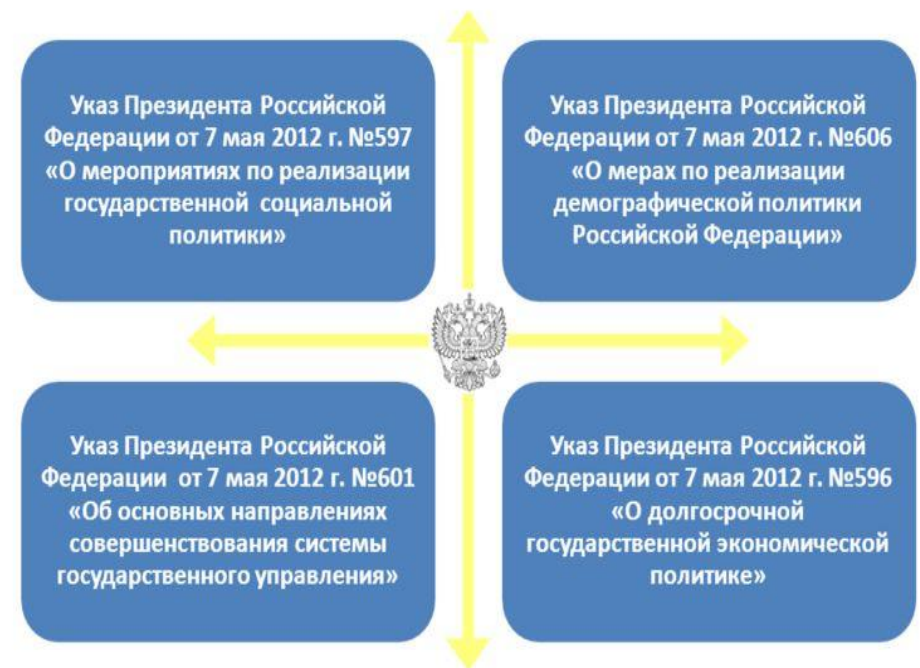 Указ Президента Российской
Федерации от 7 мая 2012 г. №597
«О мероприятиях по реализации
государственной социальной
политики»
Указ Президента Российской
Федерации от 7 мая 2012 г. №606
«О мерах по реализации
демографической политики
Российской Федерации»
Указ Президента Российской
Федерации от 7 мая 2012 г. №601
«Об основных направлениях
совершенствования системы
государственного управления»
Указ Президента Российской
Федерации от 7 мая 2012 г. №596
«О долгосрочной
государственной экономической
политике»